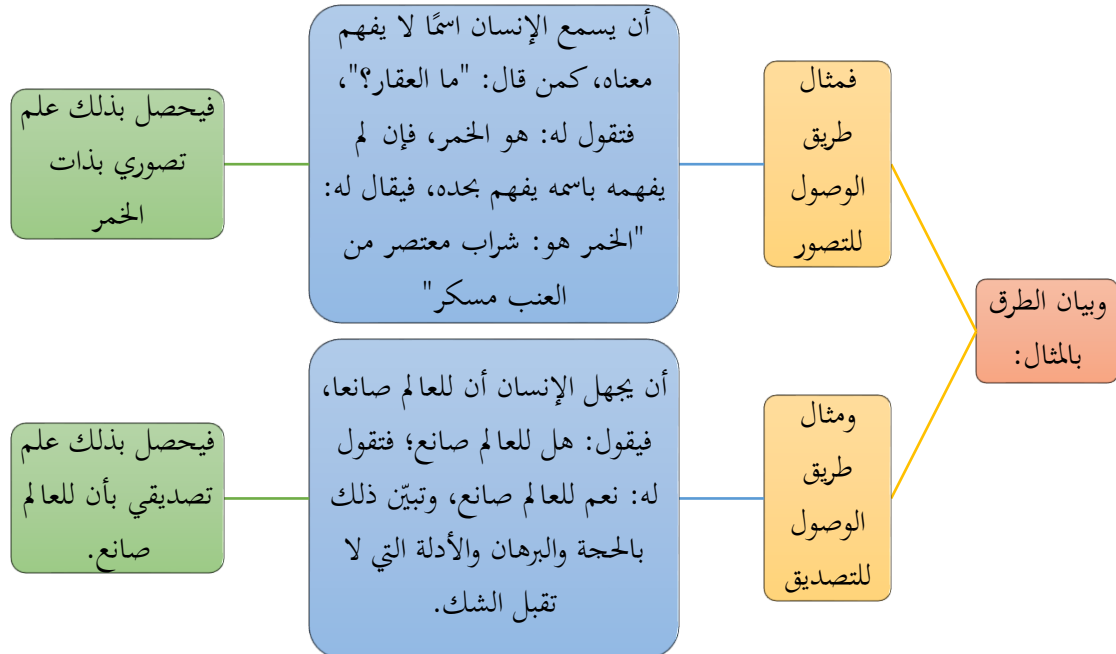 وبيان الطرق
بالمثال:
فمثال
طريق
الوصول
للتصور
أن يسمع الإنسان اسمًا لا يفهم
معناه، كمن قال: "ما العقار؟"،
فتقول له: هو الخمر، فإن لم
يفهمه باسمه يفهم بحده، فيقال له:
"الخمر هو: شراب معتصر من
العنب مسكر"
فيحصل بذلك علم
تصوري بذات
الخمر
ومثال
طريق
الوصول
للتصديق
أن يجهل الإنسان أن للعالم صانعا،
فيقول: هل للعالم صانع؛ فتقول
له: نعم للعالم صانع، وتبيّن ذلك
بالحجة والبرهان والأدلة التي لا
تقبل الشك.
فيحصل بذلك علم
تصديقي بأن للعالم
صانع.